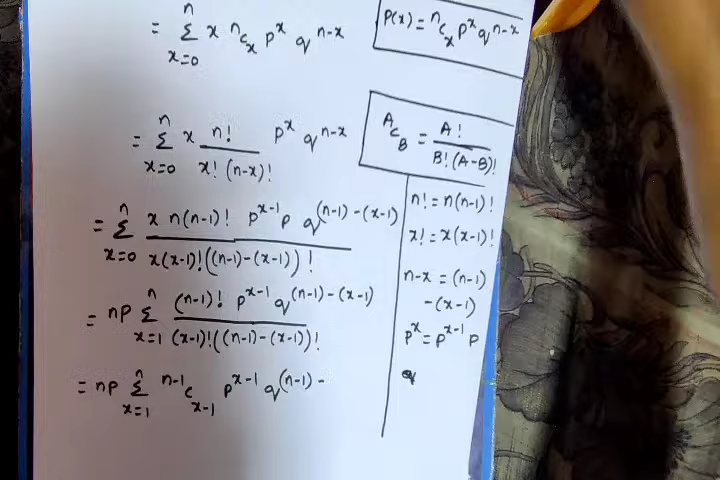 = Σ_{x=0}^{n} x ⁿC_x p^x q^{n-x}
P(x) = ⁿC_x p^x q^{n-x}
= Σ_{x=0}^{n} x n!/(x! (n-x)!) p^x q^{n-x}
ᴬC_B = A!/(B! (A-B)!)
= Σ_{x=0}^{n} x n(n-1)! p^{x-1} p q^{(n-1)-(x-1)} / (x(x-1)! ((n-1)-(x-1))!)
= np Σ_{x=1}^{n} (n-1)! p^{x-1} q^{(n-1)-(x-1)} / ((x-1)! ((n-1)-(x-1))!)
= np Σ_{x=1}^{n} ^{n-1}C_{x-1} p^{x-1} q^{(n-1)-
n! = n(n-1)!
x! = x(x-1)!
n-x = (n-1)
-(x-1)
p^x = p^{x-1} p
q